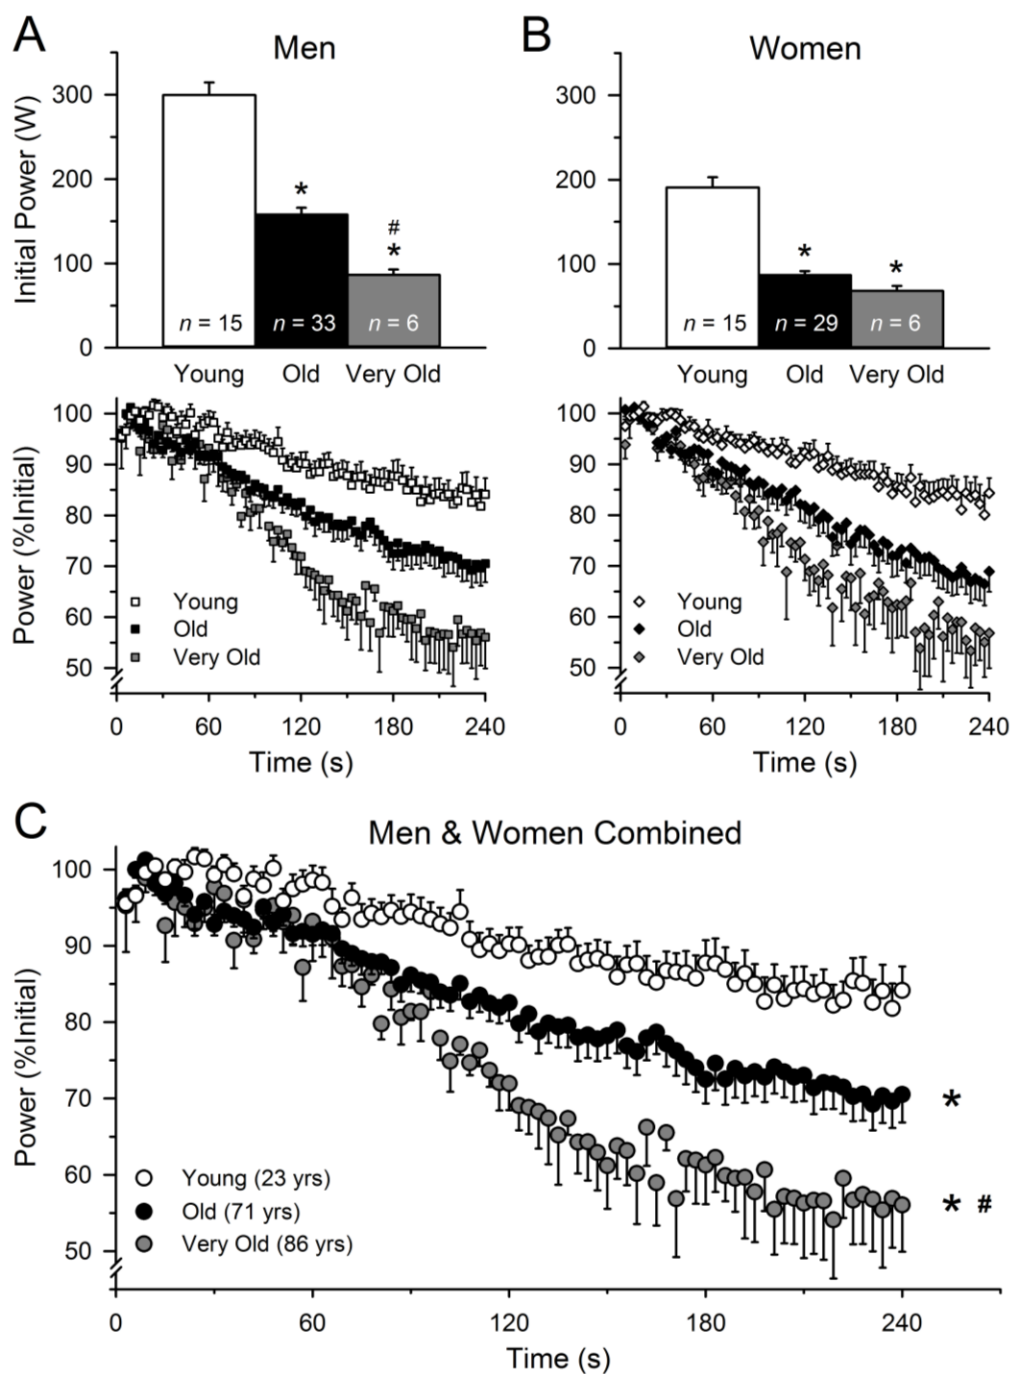 A
Men
Initial Power (W)
300
200
100
0
*
#
*
n = 15
n = 33
n = 6
Young
Old
Very Old
Power (%Initial)
100
90
80
70
60
50
Young
Old
Very Old
0
60
120
180
240
Time (s)
B
Women
300
200
100
0
*
*
n = 15
n = 29
n = 6
Young
Old
Very Old
100
90
80
70
60
50
Young
Old
Very Old
0
60
120
180
240
Time (s)
C
Men & Women Combined
Power (%Initial)
100
90
80
70
60
50
*
* #
Young (23 yrs)
Old (71 yrs)
Very Old (86 yrs)
0
60
120
180
240
Time (s)